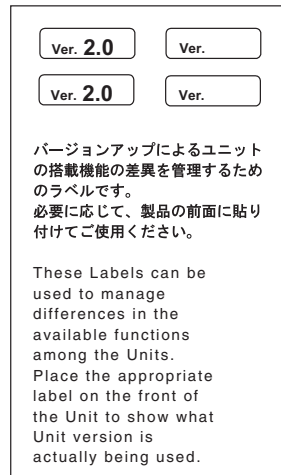 Ver. 2.0
Ver.
Ver. 2.0
Ver.
バージョンアップによるユニット
の搭載機能の差異を管理するため
のラベルです。
必要に応じて、製品の前面に貼り
付けてご使用ください。
These Labels can be
used to manage
differences in the
available functions
among the Units.
Place the appropriate
label on the front of
the Unit to show what
Unit version is
actually being used.